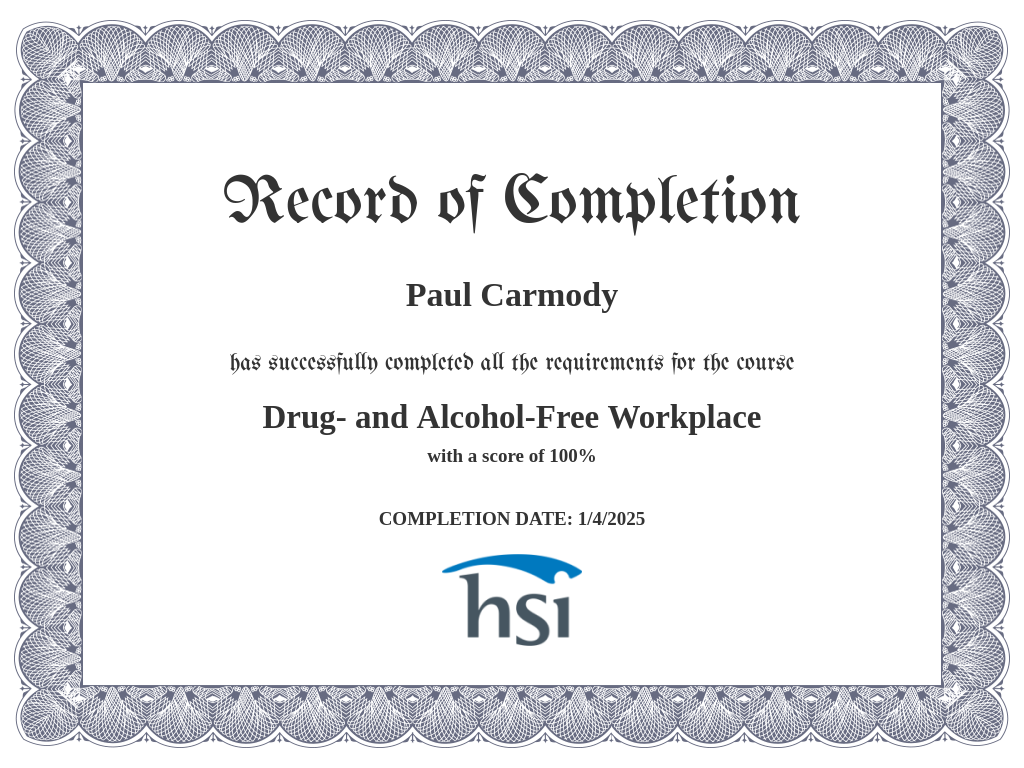 Record of Completion
Paul Carmody
has successfully completed all the requirements for the course
Drug- and Alcohol-Free Workplace
with a score of 100%
COMPLETION DATE: 1/4/2025
hsi